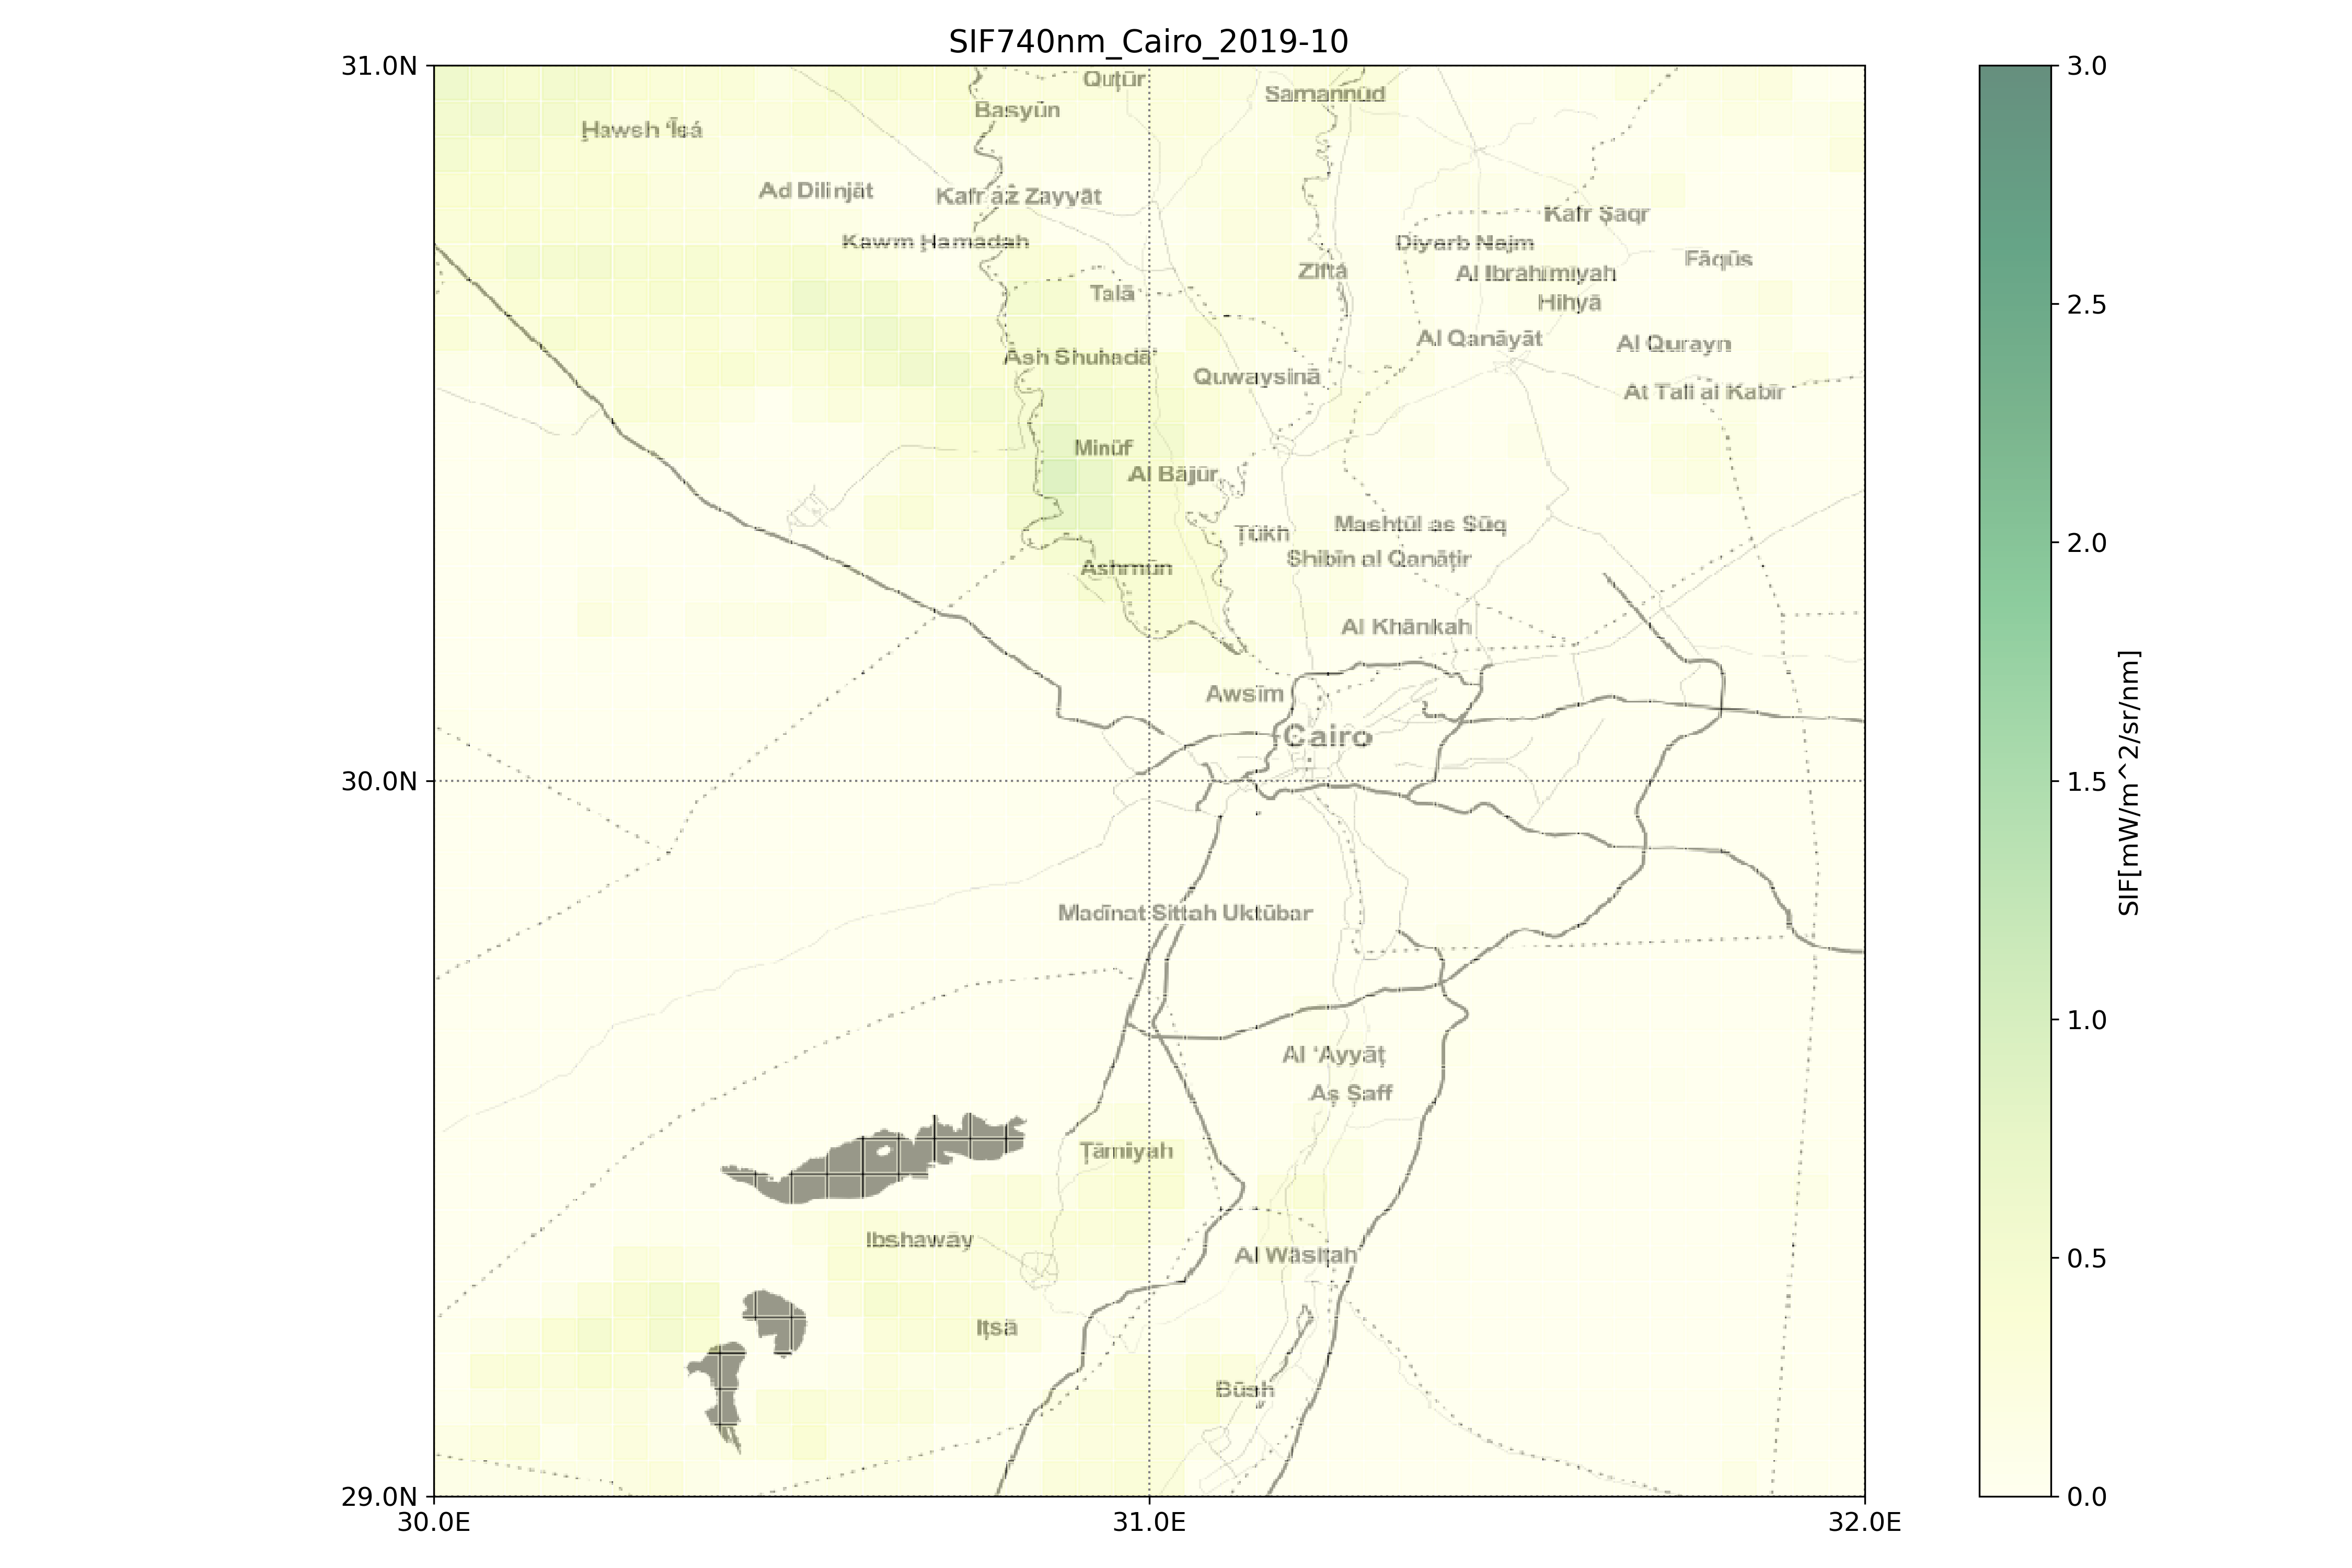 SIF740nm_Cairo_2019-10
31.0N
30.0N
29.0N
30.0E
31.0E
32.0E
Quţūr
Samannūd
Basyūn
Ḩawsh ‘Īsá
Ad Dilinjāt
Kafr az Zayyāt
Kafr Şaqr
Kawm Ḩamādah
Diyarb Najm
Fāqūs
Ziftá
Al Ibrāhīmīyah
Talā
Hihyā
Al Qanāyāt
Al Qurayn
Ash Shuhadā’
Quwaysinā
At Tall al Kabīr
Minūf
Al Bājūr
Ţūkh
Mashtūl as Sūq
Shibīn al Qanāţir
Ashmūn
Al Khānkah
Awsīm
Cairo
Madīnat Sittah Uktūbar
Al ‘Ayyāţ
Aş Şaff
Ţāmiyah
Ibshawāy
Al Wāsiţah
Iţsā
Būsh
3.0
2.5
2.0
1.5
1.0
0.5
0.0
SIF[mW/m^2/sr/nm]